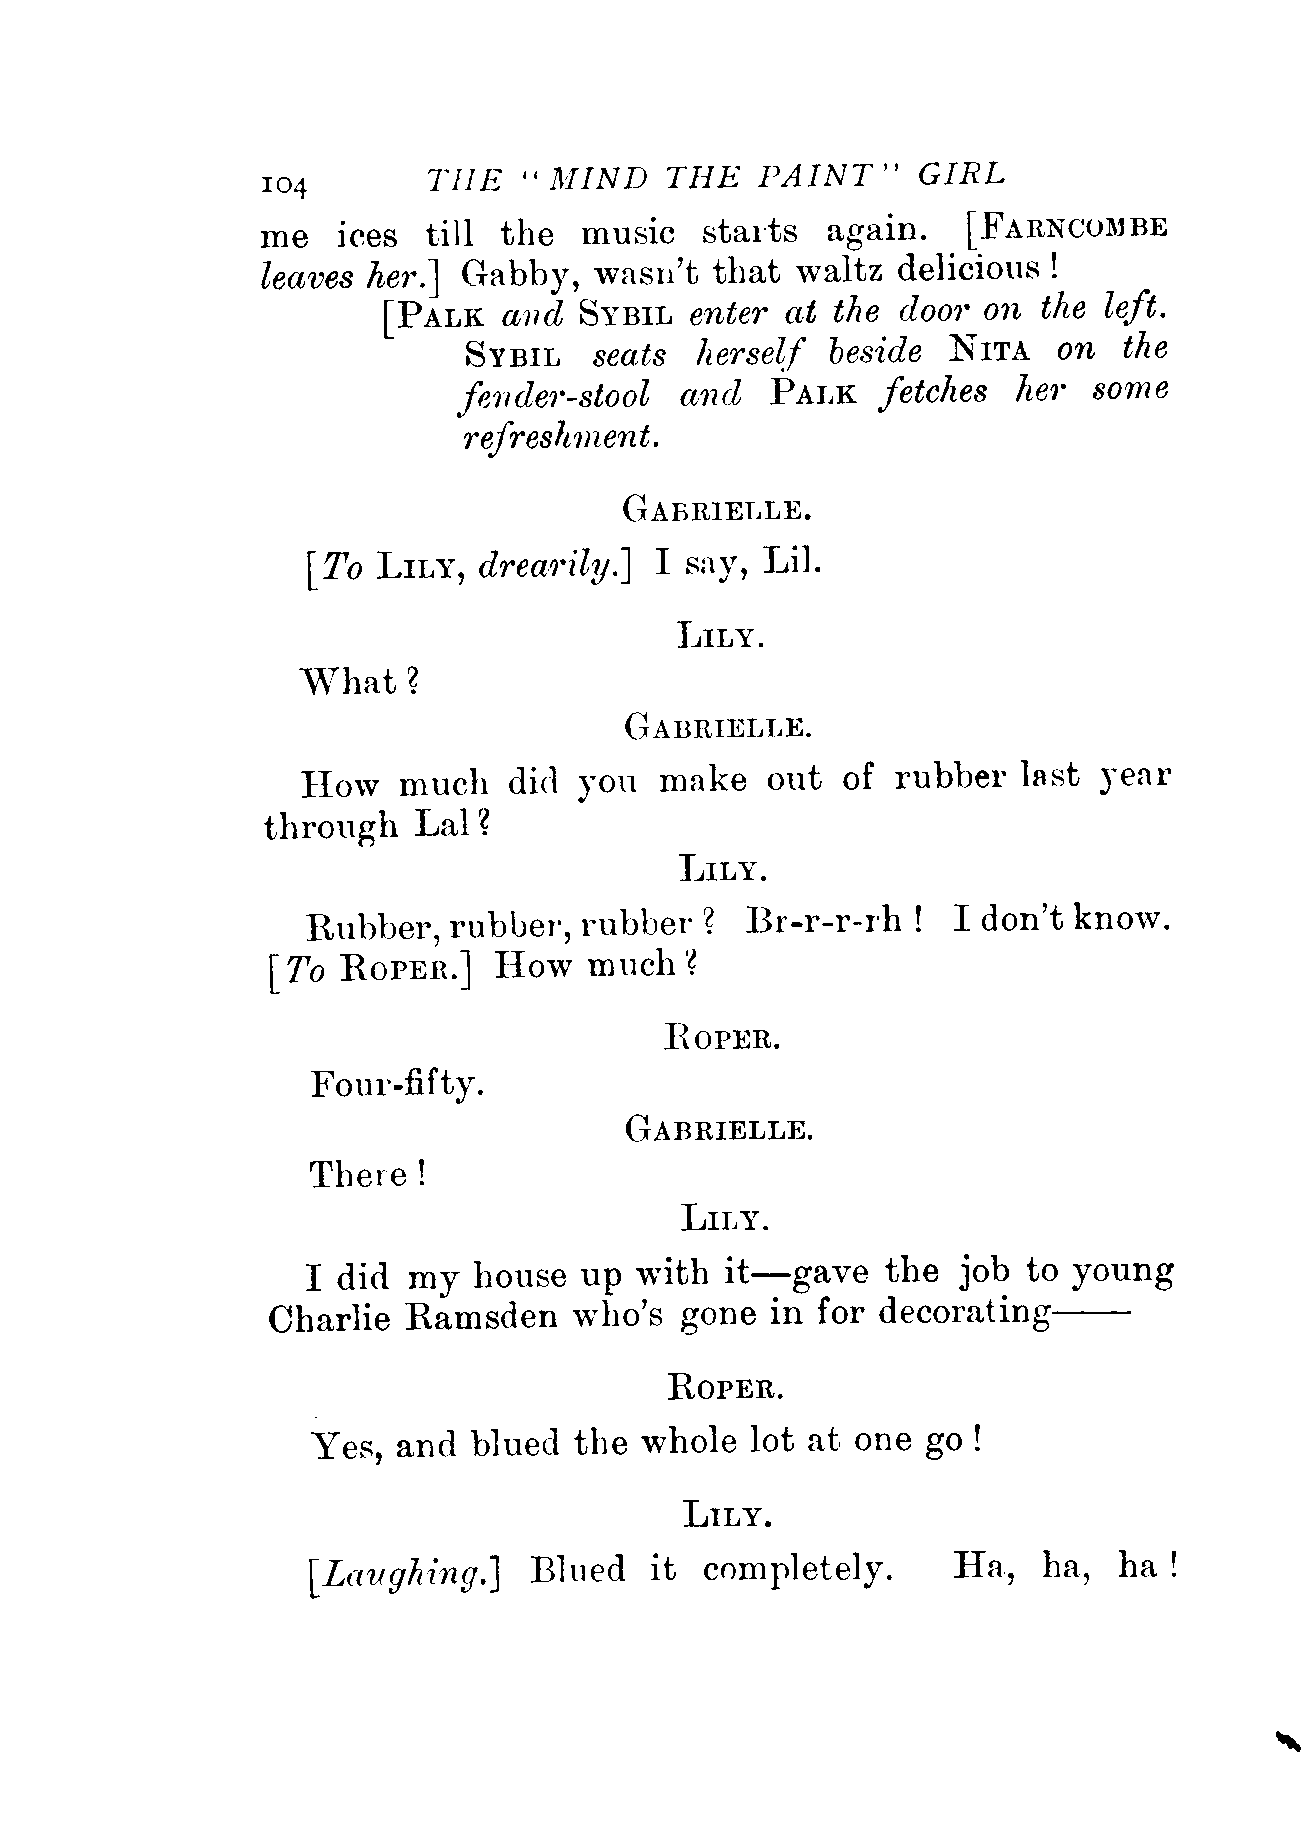 104 THE "MIND THE PAINT" GIRL
me ices till the music starts again. [FARNCOMBE
leaves her.] Gabby, wasn't that waltz delicious!
[PALK and SYBIL enter at the door on the left.
SYBIL seats herself beside NITA on the
fender-stool and PALK fetches her some
refreshment.
GABRIELLE.
[To LILY, drearily.] I say, Lil.
LILY.
What?
GABRIELLE.
How much did you make out of rubber last year
through Lal?
LILY.
Rubber, rubber, rubber? Br-r-r-rh! I don't know.
[To ROPER.] How much?
ROPER.
Four-fifty.
GABRIELLE.
There!
LILY.
I did my house up with it—gave the job to young
Charlie Ramsden who's gone in for decorating——
ROPER.
Yes, and blued the whole lot at one go!
LILY.
[Laughing.] Blued it completely. Ha, ha, ha!